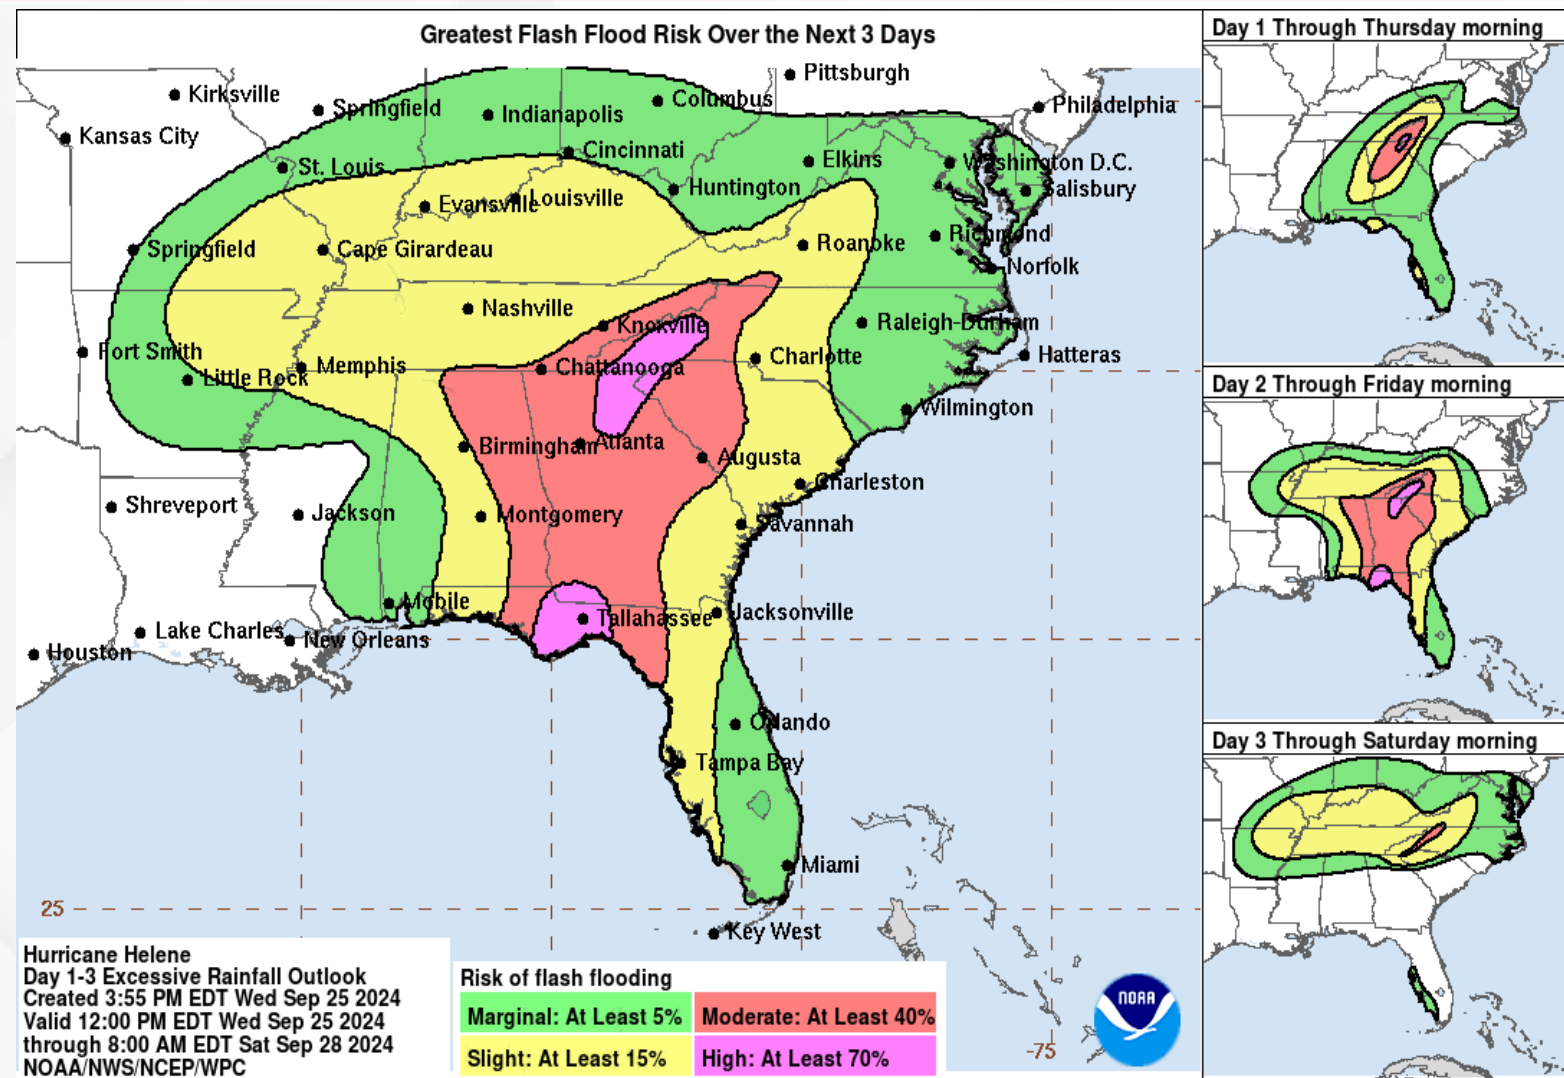 Greatest Flash Flood Risk Over the Next 3 Days
Pittsburgh
Kirksville
Springfield
Indianapolis
Columbus
Philadelphia
Kansas City
St. Louis
Cincinnati
Elkins
Washington D.C.
Huntington
Salisbury
Evansville
Louisville
Springfield
Cape Girardeau
Roanoke
Richmond
Norfolk
Nashville
Knoxville
Raleigh-Durham
Fort Smith
Little Rock
Memphis
Chattanooga
Charlotte
Hatteras
Wilmington
Birmingham
Atlanta
Augusta
Charleston
Shreveport
Jackson
Montgomery
Savannah
Mobile
Tallahassee
Jacksonville
Lake Charles
New Orleans
Houston
Orlando
Tampa Bay
Miami
25
Key West
-75
Hurricane Helene
Day 1-3 Excessive Rainfall Outlook
Created 3:55 PM EDT Wed Sep 25 2024
Valid 12:00 PM EDT Wed Sep 25 2024
through 8:00 AM EDT Sat Sep 28 2024
NOAA/NWS/NCEP/WPC
Risk of flash flooding
Marginal: At Least 5%
Moderate: At Least 40%
Slight: At Least 15%
High: At Least 70%
NOAA
Day 1 Through Thursday morning
Day 2 Through Friday morning
Day 3 Through Saturday morning